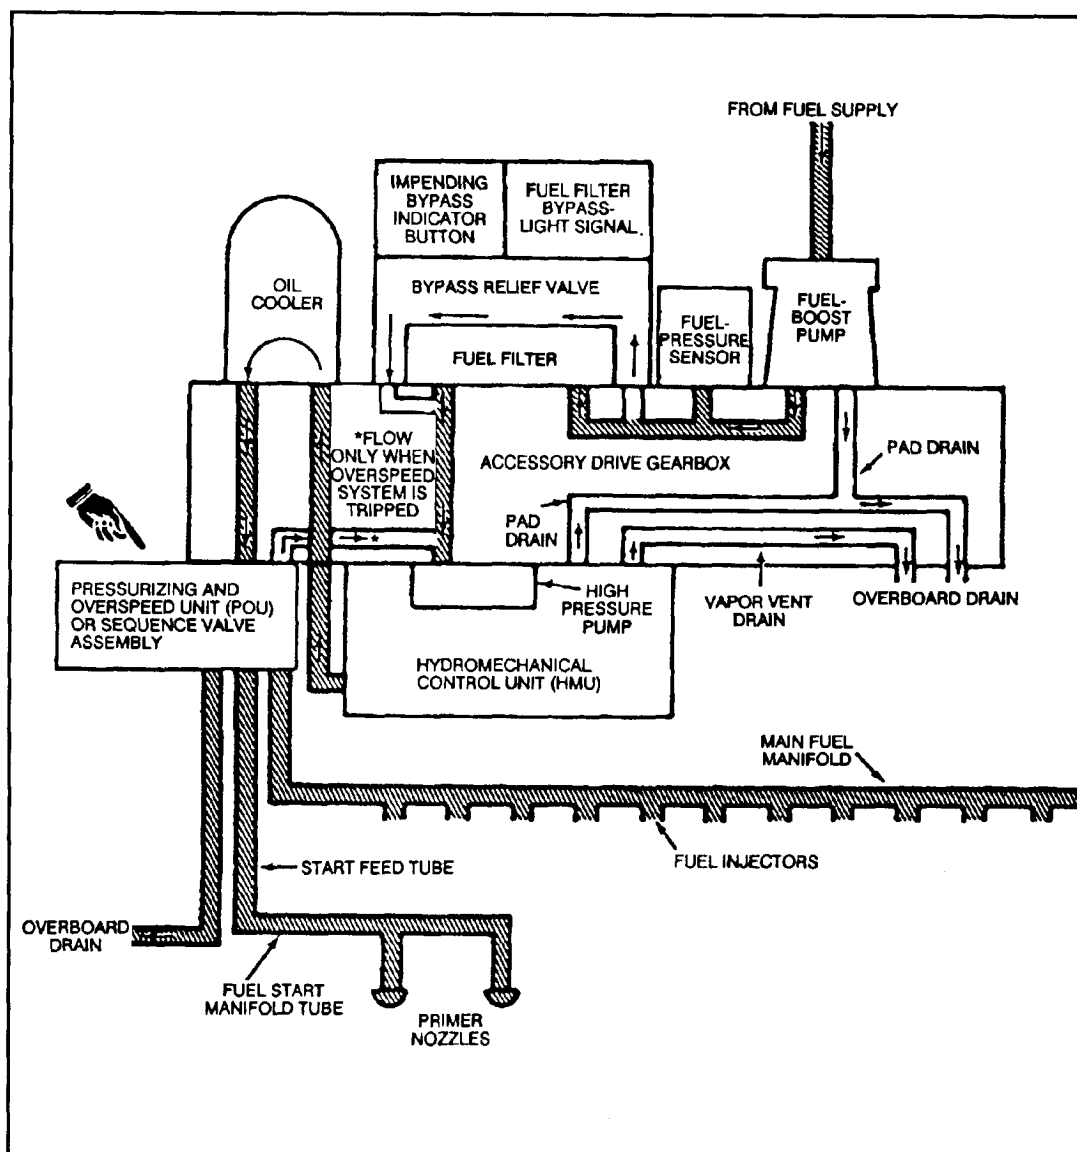 FROM FUEL SUPPLY
IMPENDING
BYPASS
INDICATOR
BUTTON
FUEL FILTER
BYPASS-
LIGHT SIGNAL.
OIL
COOLER
BYPASS RELIEF VALVE
FUEL FILTER
FUEL-
PRESSURE
SENSOR
FUEL-
BOOST
PUMP
*FLOW
ONLY WHEN
OVERSPEED
SYSTEM IS
TRIPPED
*
ACCESSORY DRIVE GEARBOX
PAD DRAIN
PAD
DRAIN
PRESSURIZING AND
OVERSPEED UNIT (POU)
OR SEQUENCE VALVE
ASSEMBLY
HIGH
PRESSURE
PUMP
VAPOR VENT
DRAIN
OVERBOARD DRAIN
HYDROMECHANICAL
CONTROL UNIT (HMU)
MAIN FUEL
MANIFOLD
FUEL INJECTORS
START FEED TUBE
OVERBOARD
DRAIN
FUEL START
MANIFOLD TUBE
PRIMER
NOZZLES